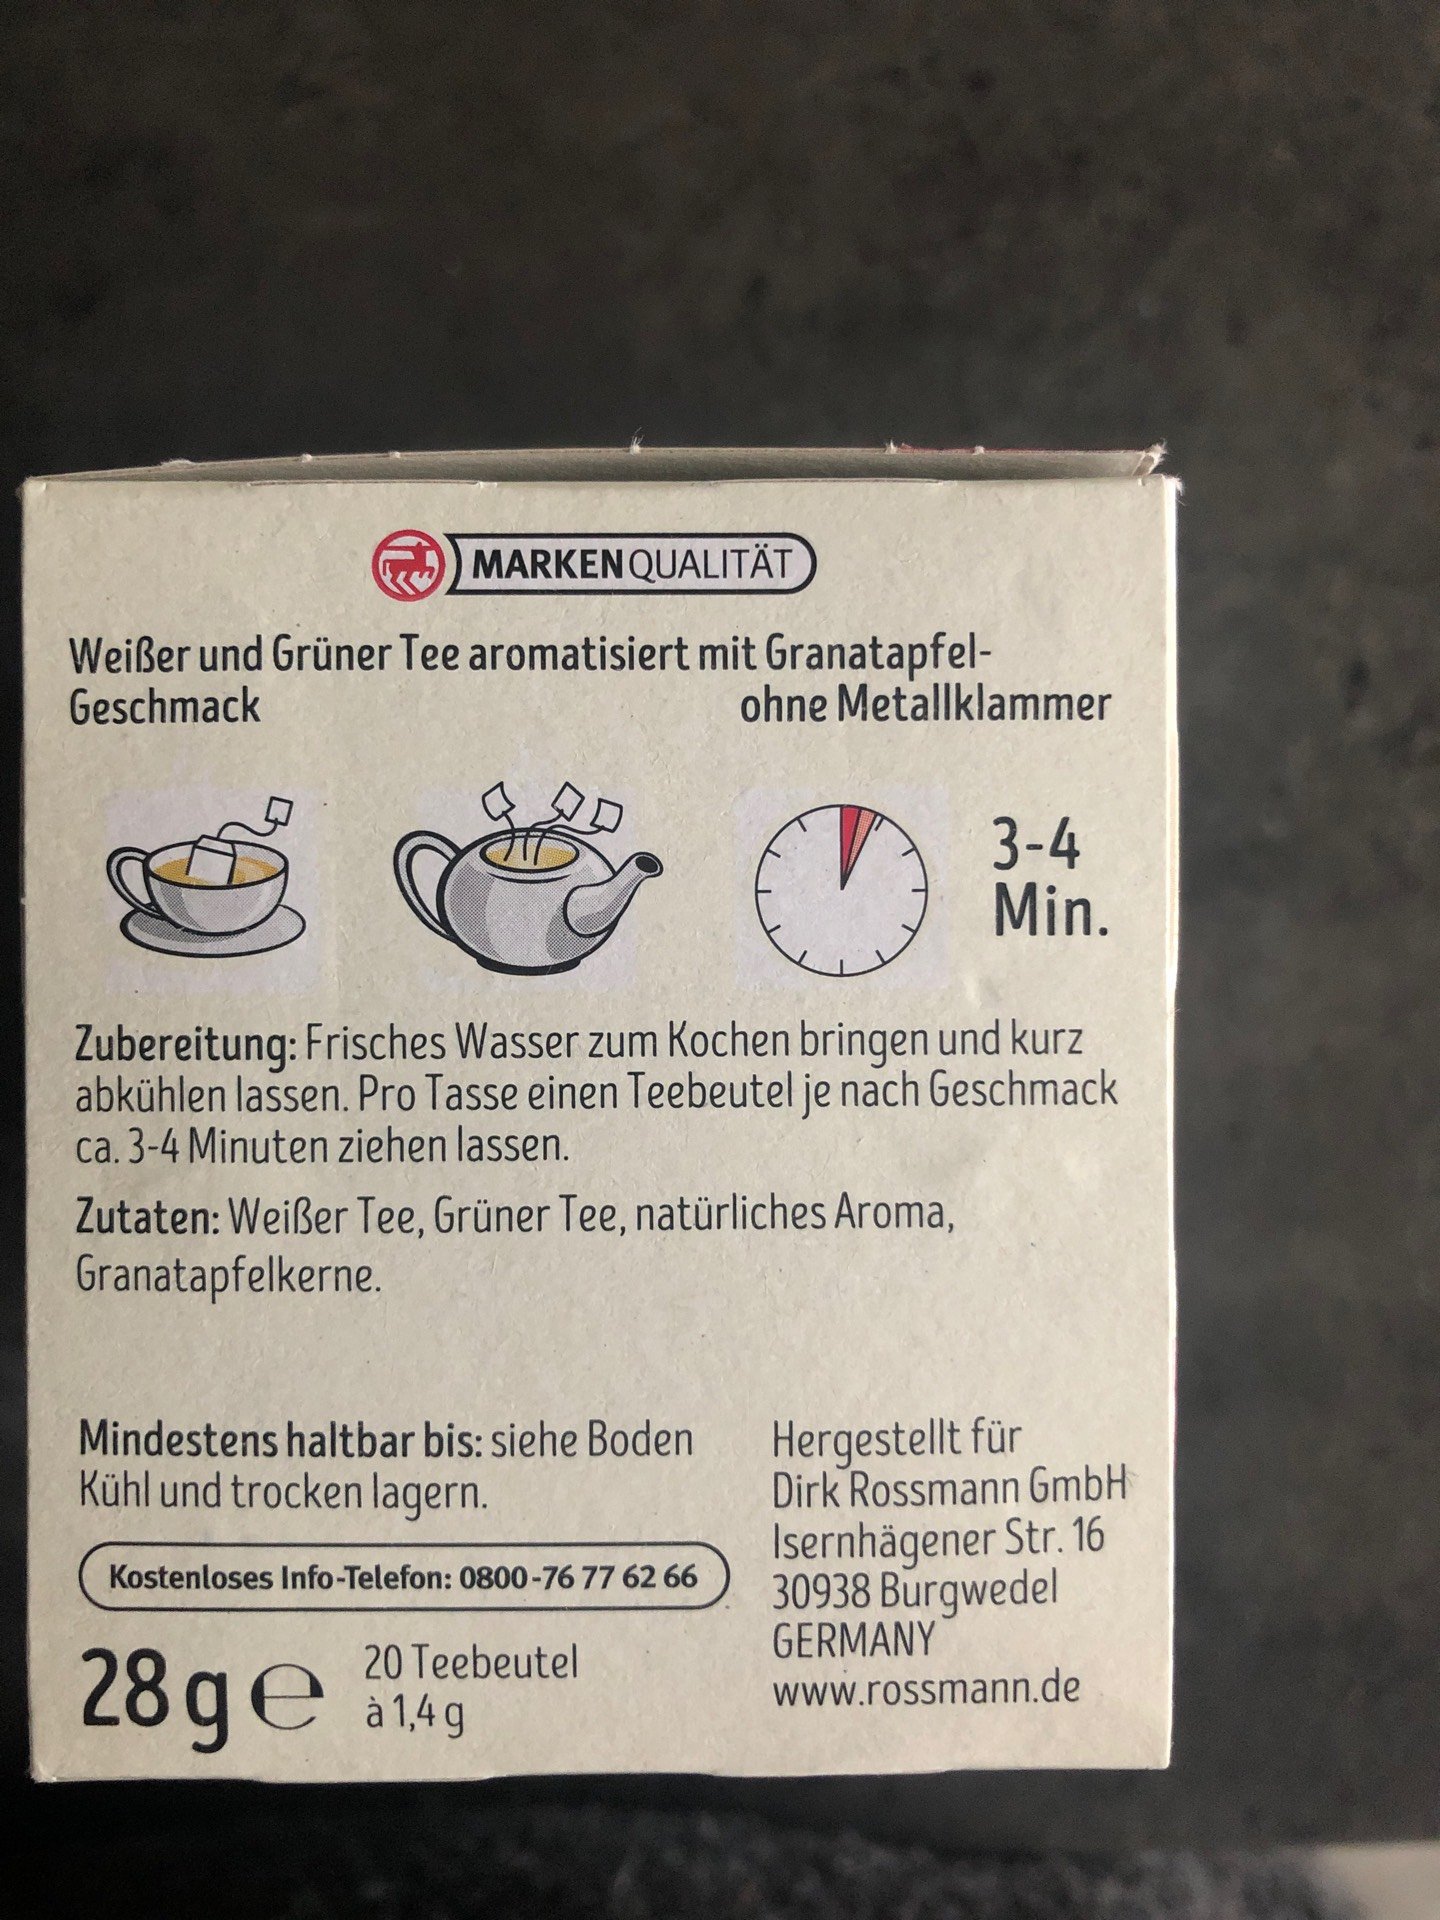 MARKENQUALITÄT
Weißer und Grüner Tee aromatisiert mit Granatapfel-
Geschmack
ohne Metallklammer
3-4
Min.
Zubereitung: Frisches Wasser zum Kochen bringen und kurz
abkühlen lassen. Pro Tasse einen Teebeutel je nach Geschmack
ca. 3-4 Minuten ziehen lassen.
Zutaten: Weißer Tee, Grüner Tee, natürliches Aroma,
Granatapfelkerne.
Mindestens haltbar bis: siehe Boden
Kühl und trocken lagern.
Kostenloses Info-Telefon: 0800-76 77 62 66
28 g ℮
20 Teebeutel
à 1,4 g
Hergestellt für
Dirk Rossmann GmbH
Isernhägener Str. 16
30938 Burgwedel
GERMANY
www.rossmann.de